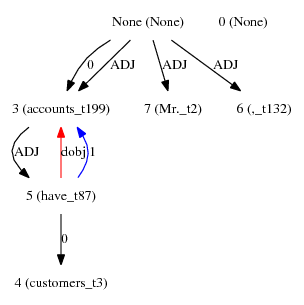 None (None) 0 (None)
0 ADJ ADJ ADJ
3 (accounts_t199) 7 (Mr._t2) 6 (,_t132)
ADJ dobj 1
5 (have_t87)
0
4 (customers_t3)